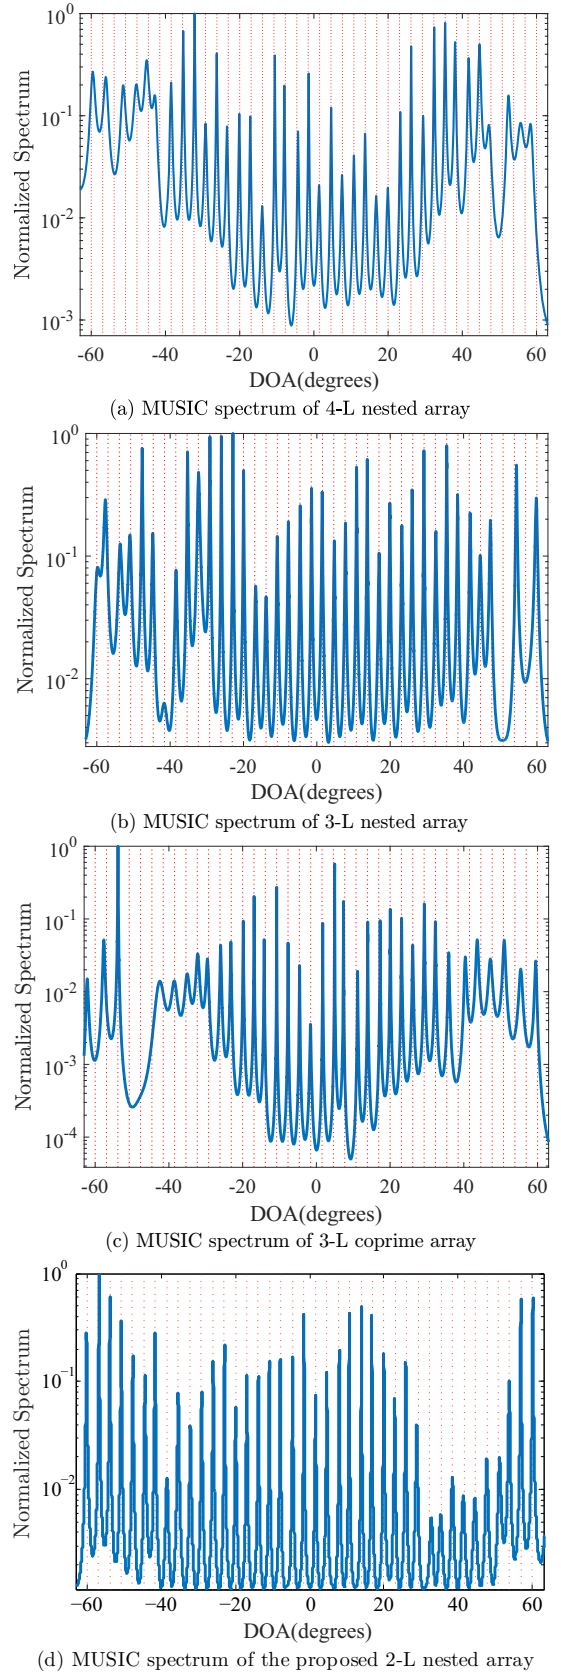 10^0
10^-1
10^-2
10^-3
Normalized Spectrum
-60 -40 -20 0 20 40 60
DOA(degrees)
(a) MUSIC spectrum of 4-L nested array
10^0
10^-1
10^-2
Normalized Spectrum
-60 -40 -20 0 20 40 60
DOA(degrees)
(b) MUSIC spectrum of 3-L nested array
10^0
10^-1
10^-2
10^-3
10^-4
Normalized Spectrum
-60 -40 -20 0 20 40 60
DOA(degrees)
(c) MUSIC spectrum of 3-L coprime array
10^0
10^-1
10^-2
Normalized Spectrum
−60 −40 −20 0 20 40 60
DOA(degrees)
(d) MUSIC spectrum of the proposed 2-L nested array